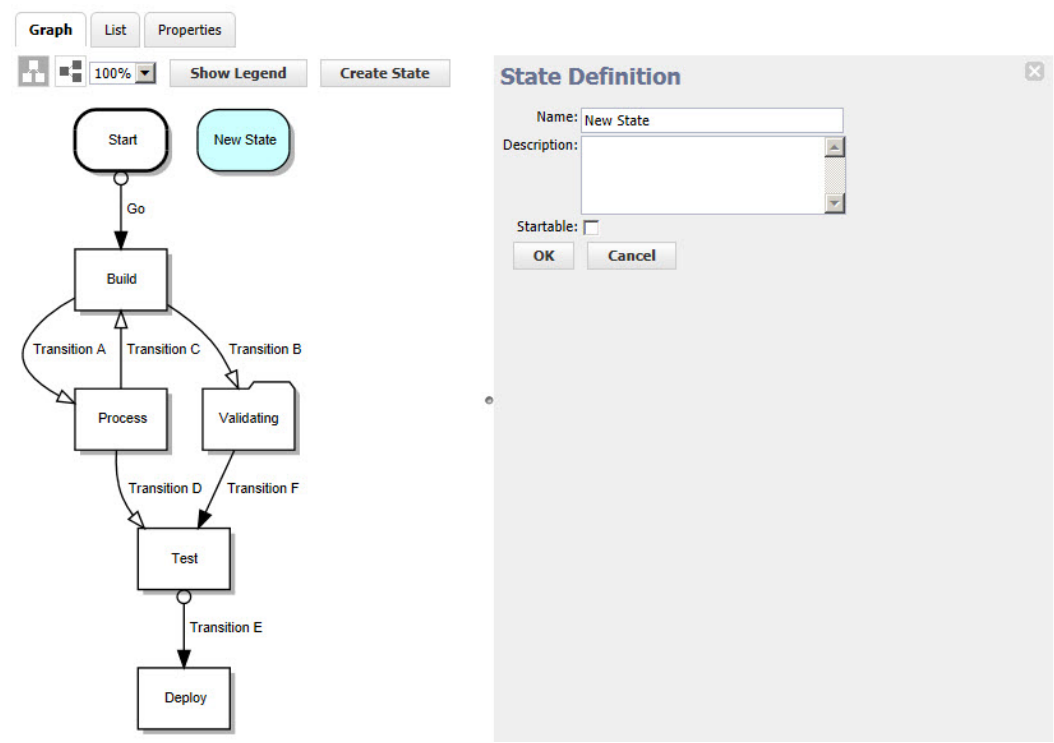 Graph List Properties
100% Show Legend Create State
Start New State
Go
Build
Transition A Transition C Transition B
Process Validating
Transition D Transition F
Test
Transition E
Deploy
State Definition
Name: New State
Description:
Startable:
OK Cancel